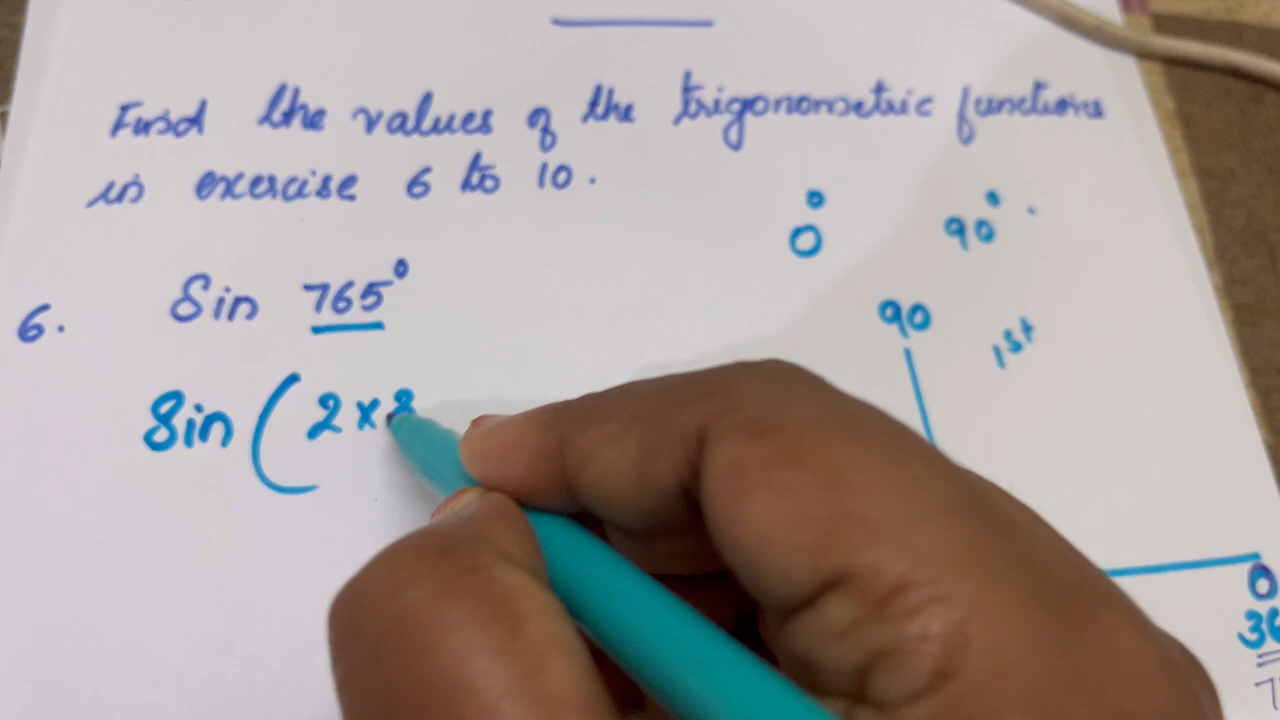 Find the values of the trigonometric functions
in exercise 6 to 10.
0° 90°.
6. Sin 765°
90
1st
Sin ( 2 ×
0